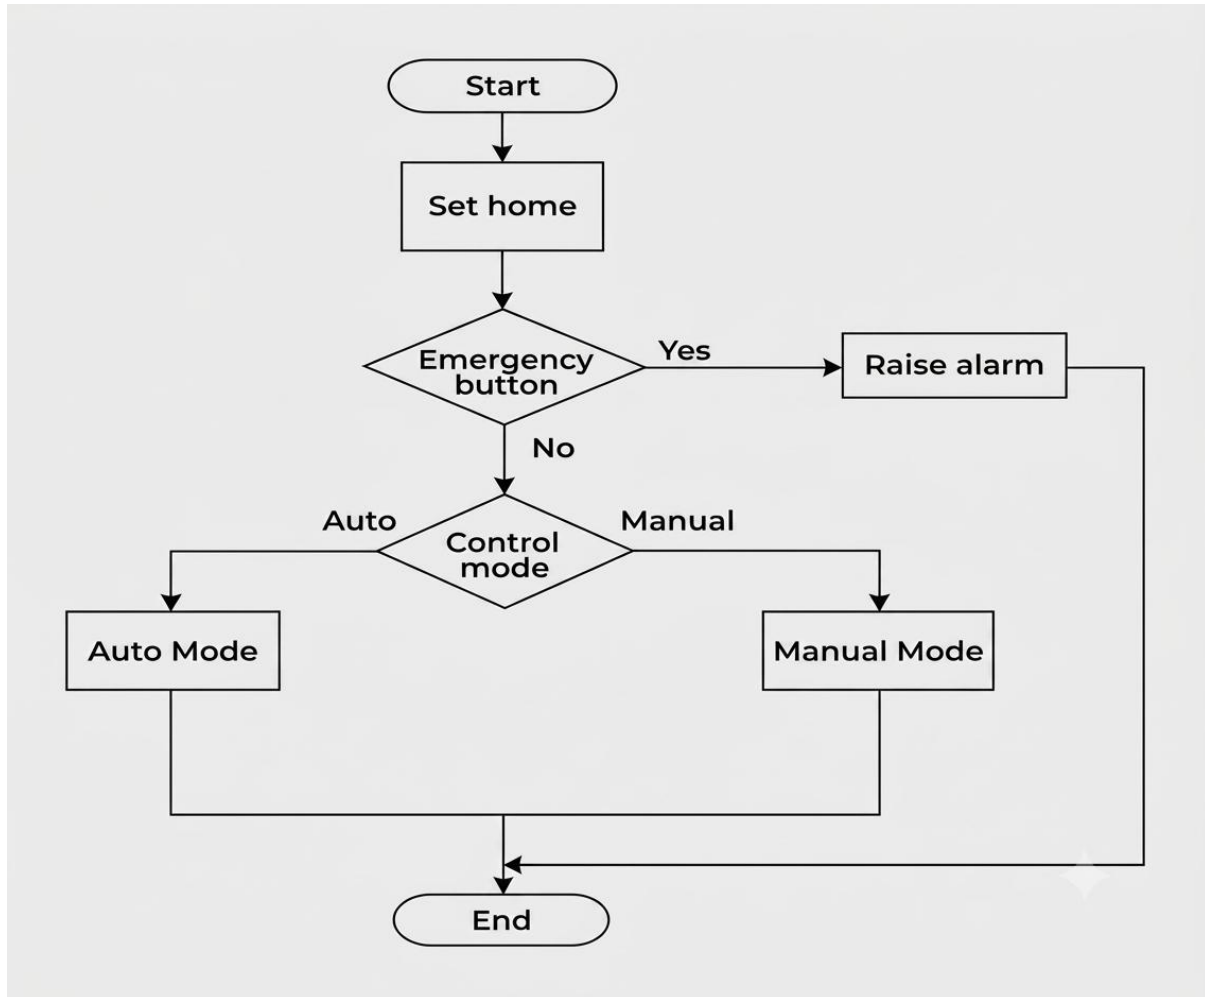 Start
Set home
Emergency
button
Yes
Raise alarm
No
Auto
Manual
Control
mode
Auto Mode
Manual Mode
End